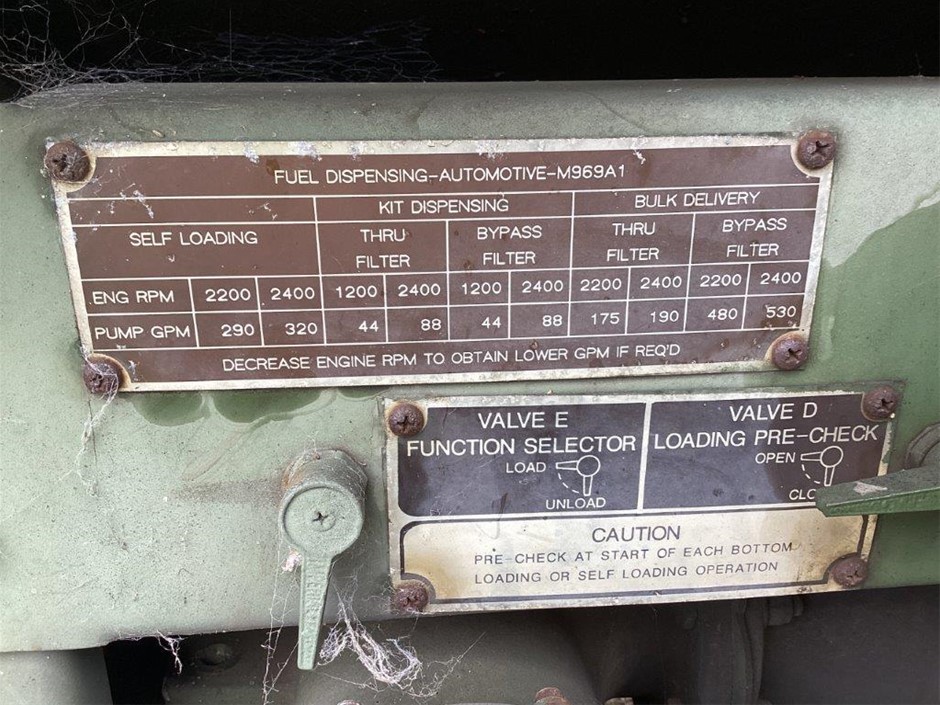 FUEL DISPENSING-AUTOMOTIVE-M969A1
KIT DISPENSING BULK DELIVERY
SELF LOADING THRU FILTER BYPASS FILTER THRU FILTER BYPASS FILTER
ENG RPM 2200 2400 1200 2400 1200 2400 2200 2400 2200 2400
PUMP GPM 290 320 44 88 44 88 175 190 480 530
DECREASE ENGINE RPM TO OBTAIN LOWER GPM IF REQ'D
VALVE E
FUNCTION SELECTOR
LOAD
UNLOAD
VALVE D
LOADING PRE-CHECK
OPEN
CAUTION
PRE-CHECK AT START OF EACH BOTTOM
LOADING OR SELF LOADING OPERATION